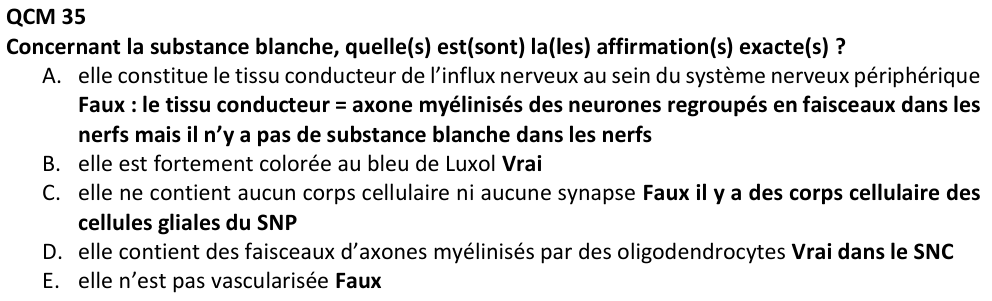 QCM 35
Concernant la substance blanche, quelle(s) est(sont) la(les) affirmation(s) exacte(s) ?
A. elle constitue le tissu conducteur de l'influx nerveux au sein du système nerveux périphérique
Faux : le tissu conducteur = axone myélinisés des neurones regroupés en faisceaux dans les
nerfs mais il n'y a pas de substance blanche dans les nerfs
B. elle est fortement colorée au bleu de Luxol Vrai
C. elle ne contient aucun corps cellulaire ni aucune synapse Faux il y a des corps cellulaire des
cellules gliales du SNP
D. elle contient des faisceaux d'axones myélinisés par des oligodendrocytes Vrai dans le SNC
E. elle n'est pas vascularisée Faux